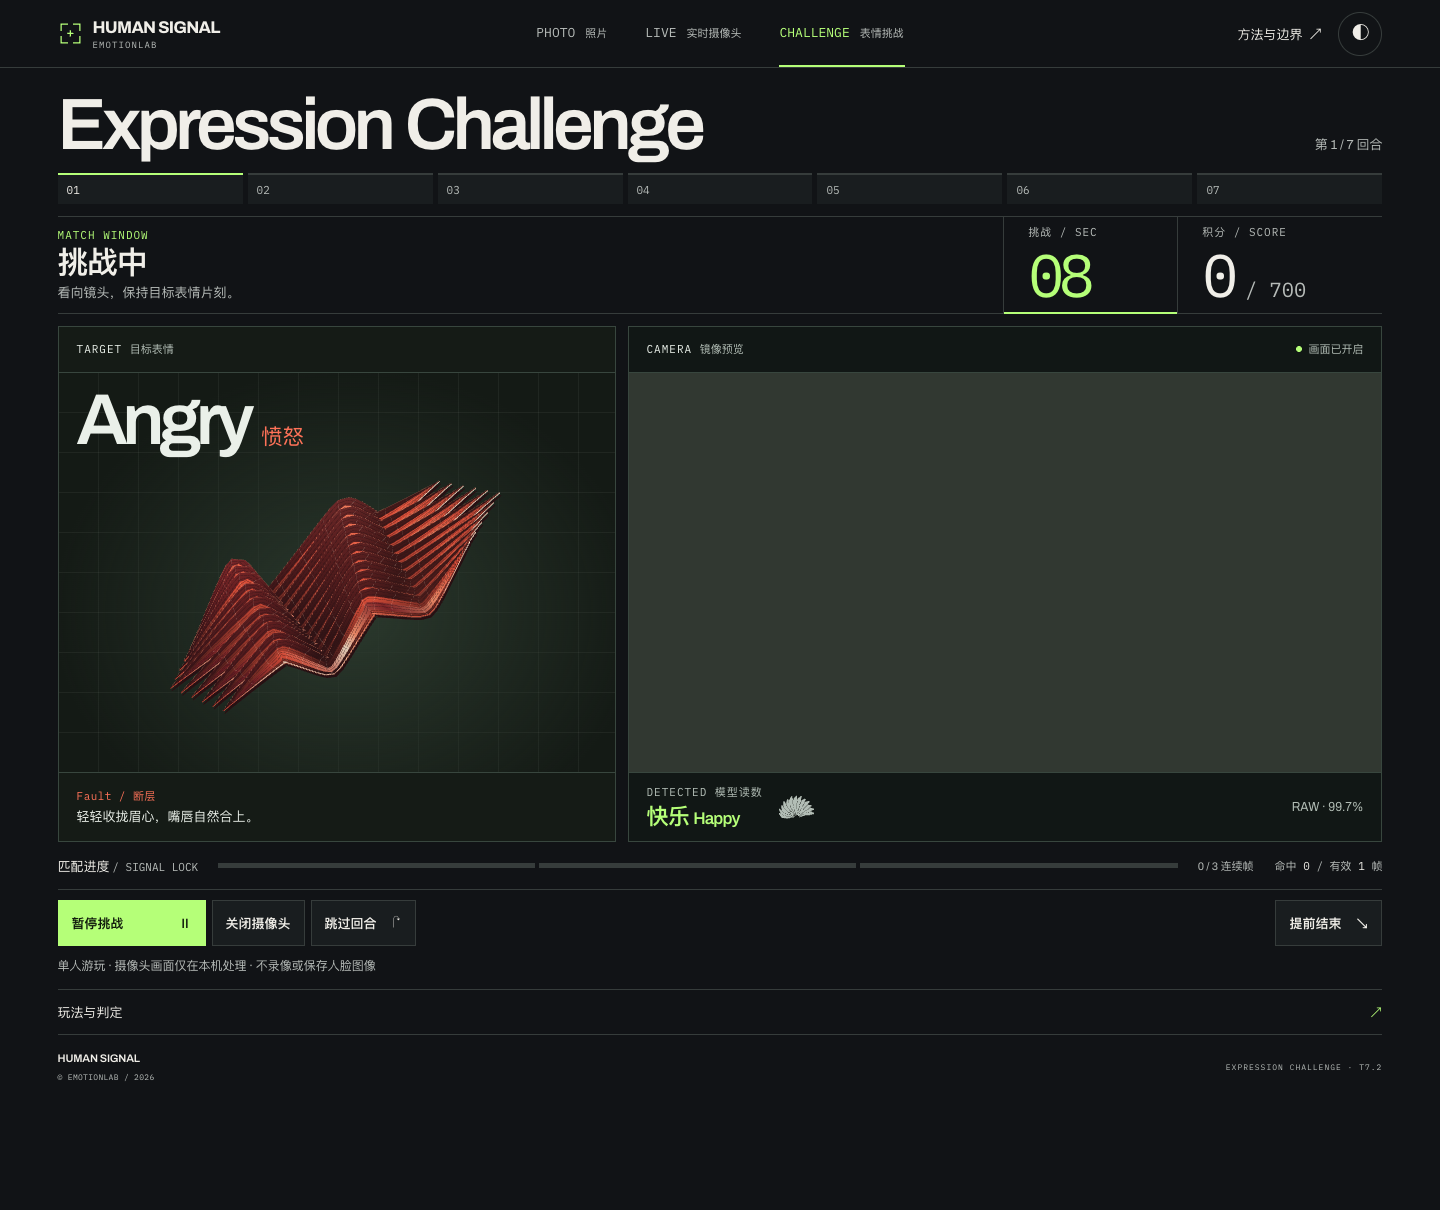 HUMAN SIGNAL
EMOTIONLAB
PHOTO 照片
LIVE 实时摄像头
CHALLENGE 表情挑战
方法与边界 ↗
Expression Challenge
第 1 / 7 回合
01
02
03
04
05
06
07
MATCH WINDOW
挑战中
看向镜头，保持目标表情片刻。
挑战 / SEC
08
积分 / SCORE
0 / 700
TARGET 目标表情
Angry 愤怒
Fault / 断层
轻轻收拢眉心，嘴唇自然合上。
CAMERA 镜像预览
画面已开启
DETECTED 模型读数
快乐 Happy
RAW · 99.7%
匹配进度 / SIGNAL LOCK
0 / 3 连续帧
命中 0 / 有效 1 帧
暂停挑战
关闭摄像头
跳过回合
提前结束 ↘
单人游玩 · 摄像头画面仅在本机处理 · 不录像或保存人脸图像
玩法与判定 ↗
HUMAN SIGNAL
© EMOTIONLAB / 2026
EXPRESSION CHALLENGE · T7.2